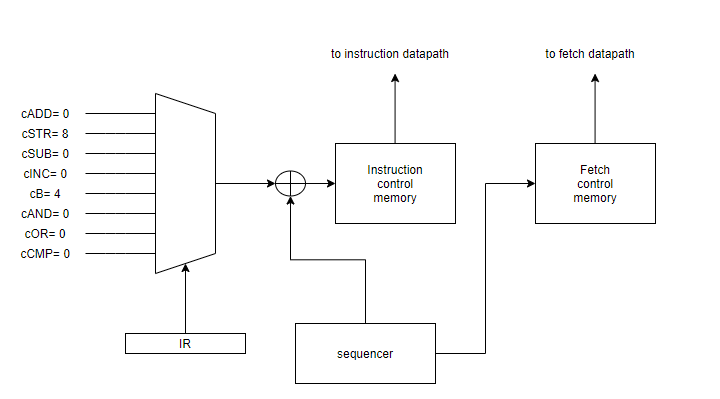 to instruction datapath
to fetch datapath
cADD= 0
cSTR= 8
cSUB= 0
cINC= 0
cB= 4
cAND= 0
cOR= 0
cCMP= 0
Instruction
control
memory
Fetch
control
memory
IR
sequencer